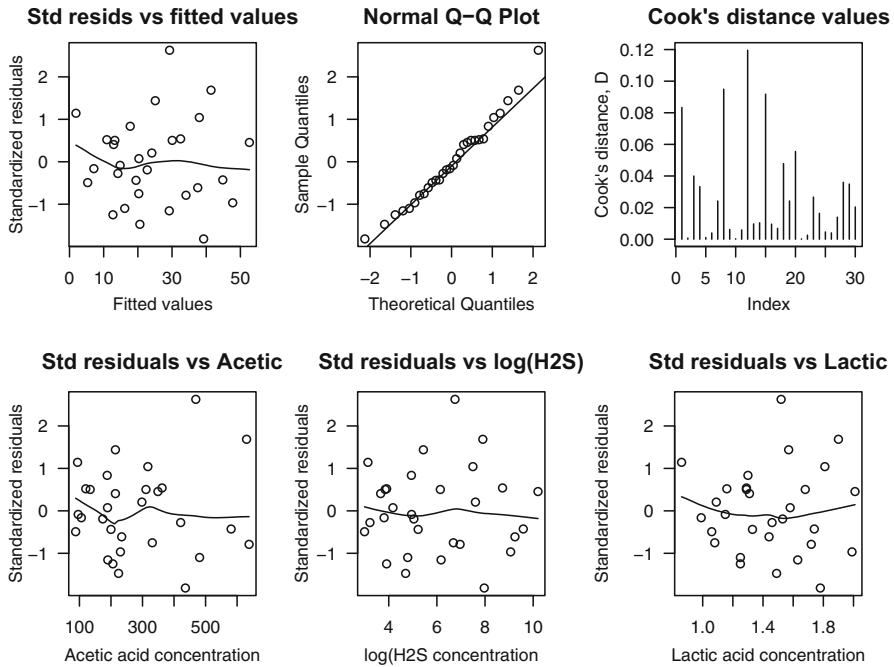 Std resids vs fitted values
Standardized residuals
2
1
0
−1
0 10 20 30 40 50
Fitted values
Normal Q−Q Plot
Sample Quantiles
2
1
0
−1
−2 −1 0 1 2
Theoretical Quantiles
Cook's distance values
Cook's distance, D
0.12
0.10
0.08
0.06
0.04
0.02
0.00
0 5 10 20 30
Index
Std residuals vs Acetic
Standardized residuals
2
1
0
−1
100 300 500
Acetic acid concentration
Std residuals vs log(H2S)
Standardized residuals
2
1
0
−1
4 6 8 10
log(H2S concentration
Std residuals vs Lactic
Standardized residuals
2
1
0
−1
1.0 1.4 1.8
Lactic acid concentration